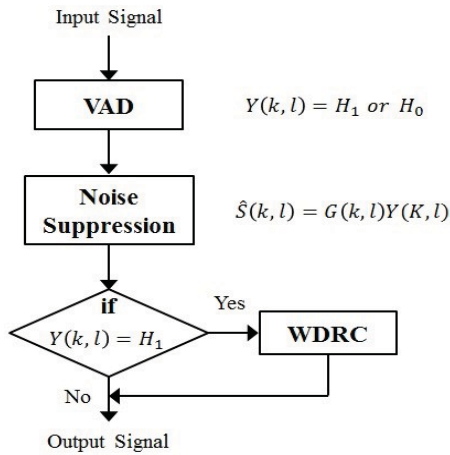 Input Signal
VAD
Y(k, l) = H₁ or H₀
Noise
Suppression
Ŝ(k, l) = G(k, l)Y(K, l)
if
Y(k, l) = H₁
Yes
WDRC
No
Output Signal